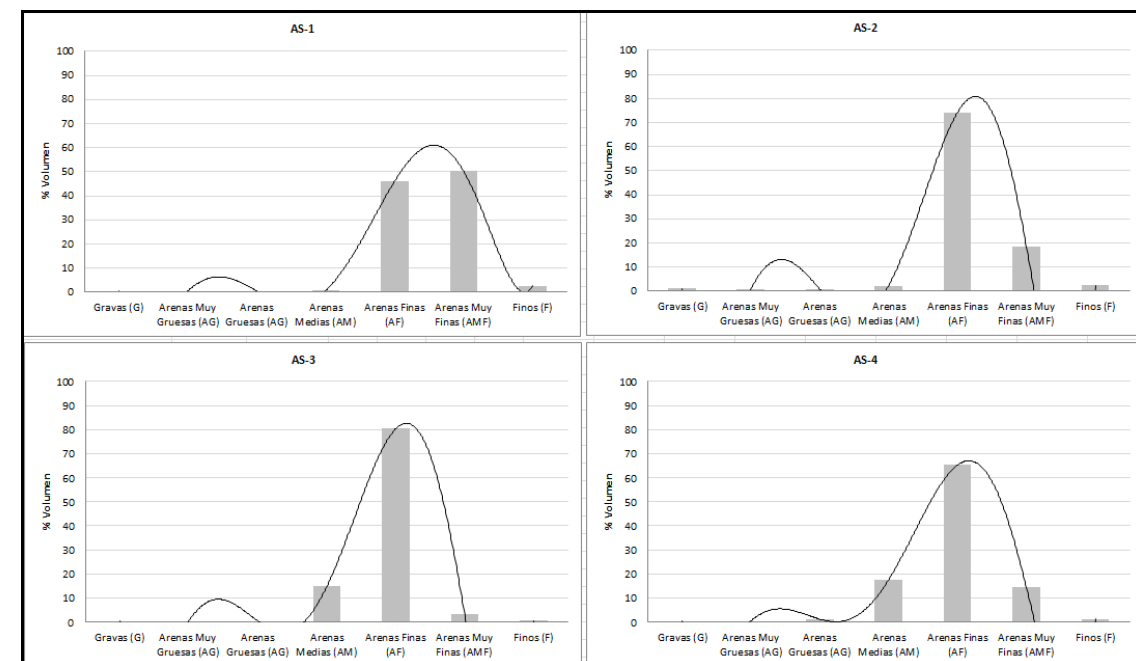 AS-1
100
90
80
70
60
50
40
30
20
10
0
% Volumen
Gravas (G) Arenas Muy Arenas Arenas Arenas Finas Arenas Muy Finos (F)
Gruesas (AG) Gruesas (AG) Medias (AM) (AF) Finas (AMF)
AS-2
100
90
80
70
60
50
40
30
20
10
0
% Volumen
Gravas (G) Arenas Muy Arenas Arenas Arenas Finas Arenas Muy Finos (F)
Gruesas (AG) Gruesas (AG) Medias (AM) (AF) Finas (AMF)
AS-3
100
90
80
70
60
50
40
30
20
10
0
% Volumen
Gravas (G) Arenas Muy Arenas Arenas Arenas Finas Arenas Muy Finos (F)
Gruesas (AG) Gruesas (AG) Medias (AM) (AF) Finas (AMF)
AS-4
100
90
80
70
60
50
40
30
20
10
0
% Volumen
Gravas (G) Arenas Muy Arenas Arenas Arenas Finas Arenas Muy Finos (F)
Gruesas (AG) Gruesas (AG) Medias (AM) (AF) Finas (AMF)